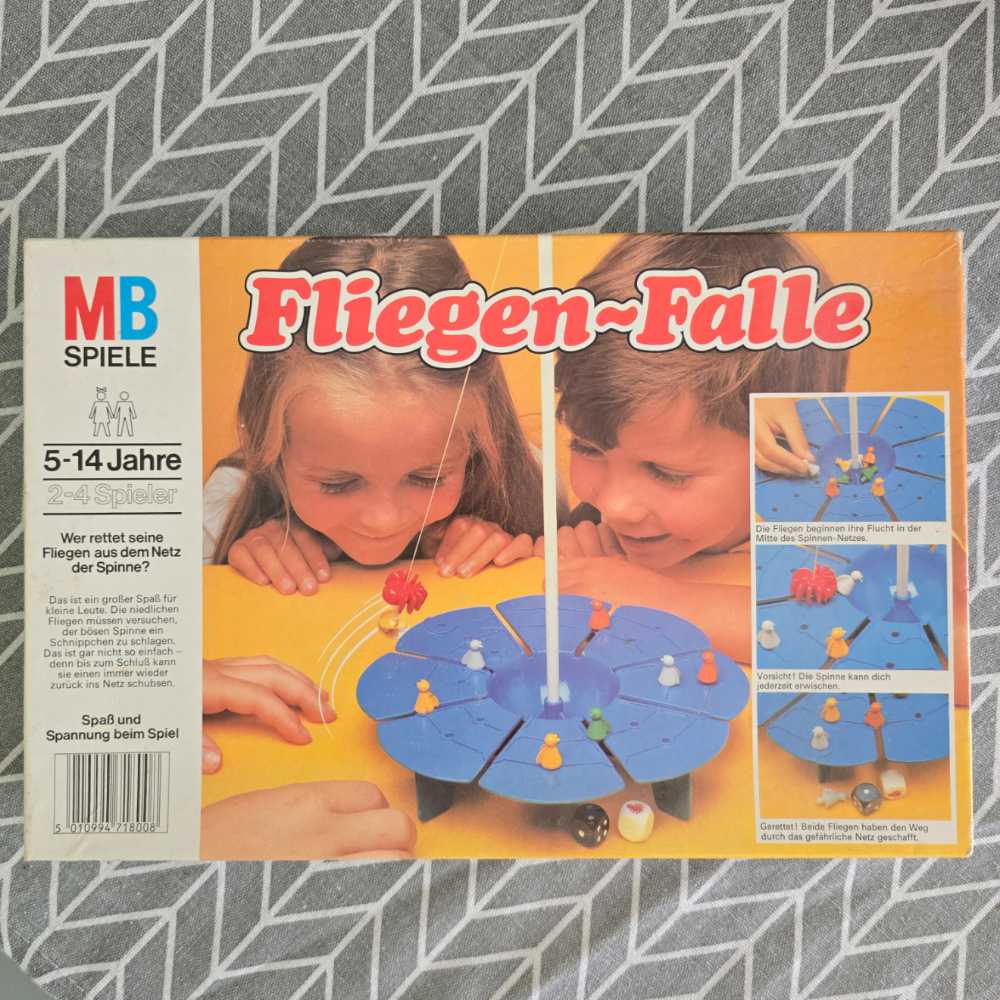 MB
SPIELE
5-14 Jahre
2-4 Spieler
Wer rettet seine
Fliegen aus dem Netz
der Spinne?
Das ist ein großer Spaß für
kleine Leute. Die niedlichen
Fliegen müssen versuchen,
der bösen Spinne ein
Schnippchen zu schlagen.
Das ist gar nicht so einfach –
denn bis zum Schluß kann
sie einen immer wieder
zurück ins Netz schubsen.
Spaß und
Spannung beim Spiel
5 010994 718008
Fliegen~Falle
Die Fliegen beginnen ihre Flucht in der
Mitte des Spinnen-Netzes.
Vorsicht! Die Spinne kann dich
jederzeit erwischen.
Gerettet! Beide Fliegen haben den Weg
durch das gefährliche Netz geschafft.